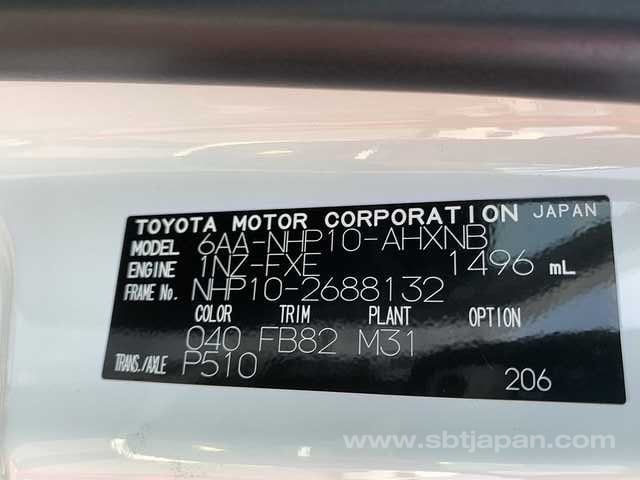 TOYOTA MOTOR CORPORATION JAPAN
MODEL 6AA-NHP10-AHXNB
ENGINE 1NZ-FXE 1496 mL
FRAME No. NHP10-2688132
COLOR TRIM PLANT OPTION
040 FB82 M31
TRANS./AXLE P510
206
www.sbtjapan.com